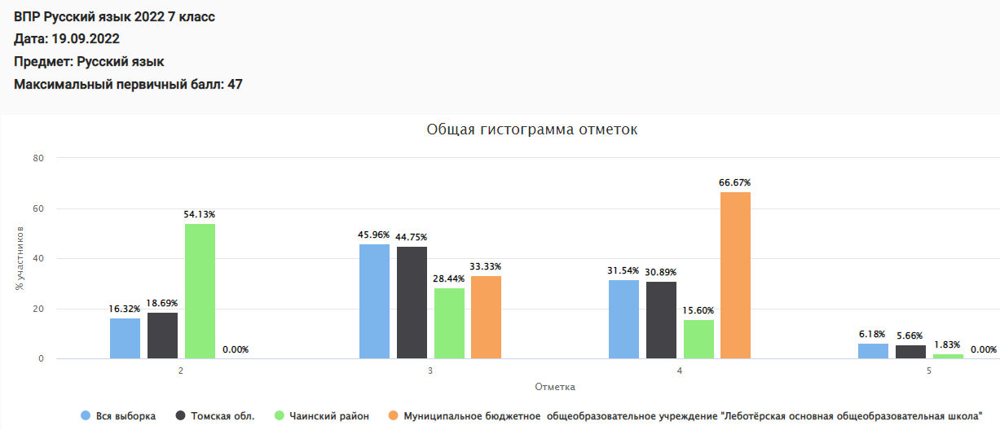 ВПР Русский язык 2022 7 класс
Дата: 19.09.2022
Предмет: Русский язык
Максимальный первичный балл: 47
Общая гистограмма отметок
80
60
40
20
0
% участников
16.32% 18.69% 54.13% 0.00%
45.96% 44.75% 28.44% 33.33%
31.54% 30.89% 15.60% 66.67%
6.18% 5.66% 1.83% 0.00%
2 3 4 5
Отметка
Вся выборка Томская обл. Чаинский район Муниципальное бюджетное общеобразовательное учреждение "Леботёрская основная общеобразовательная школа"